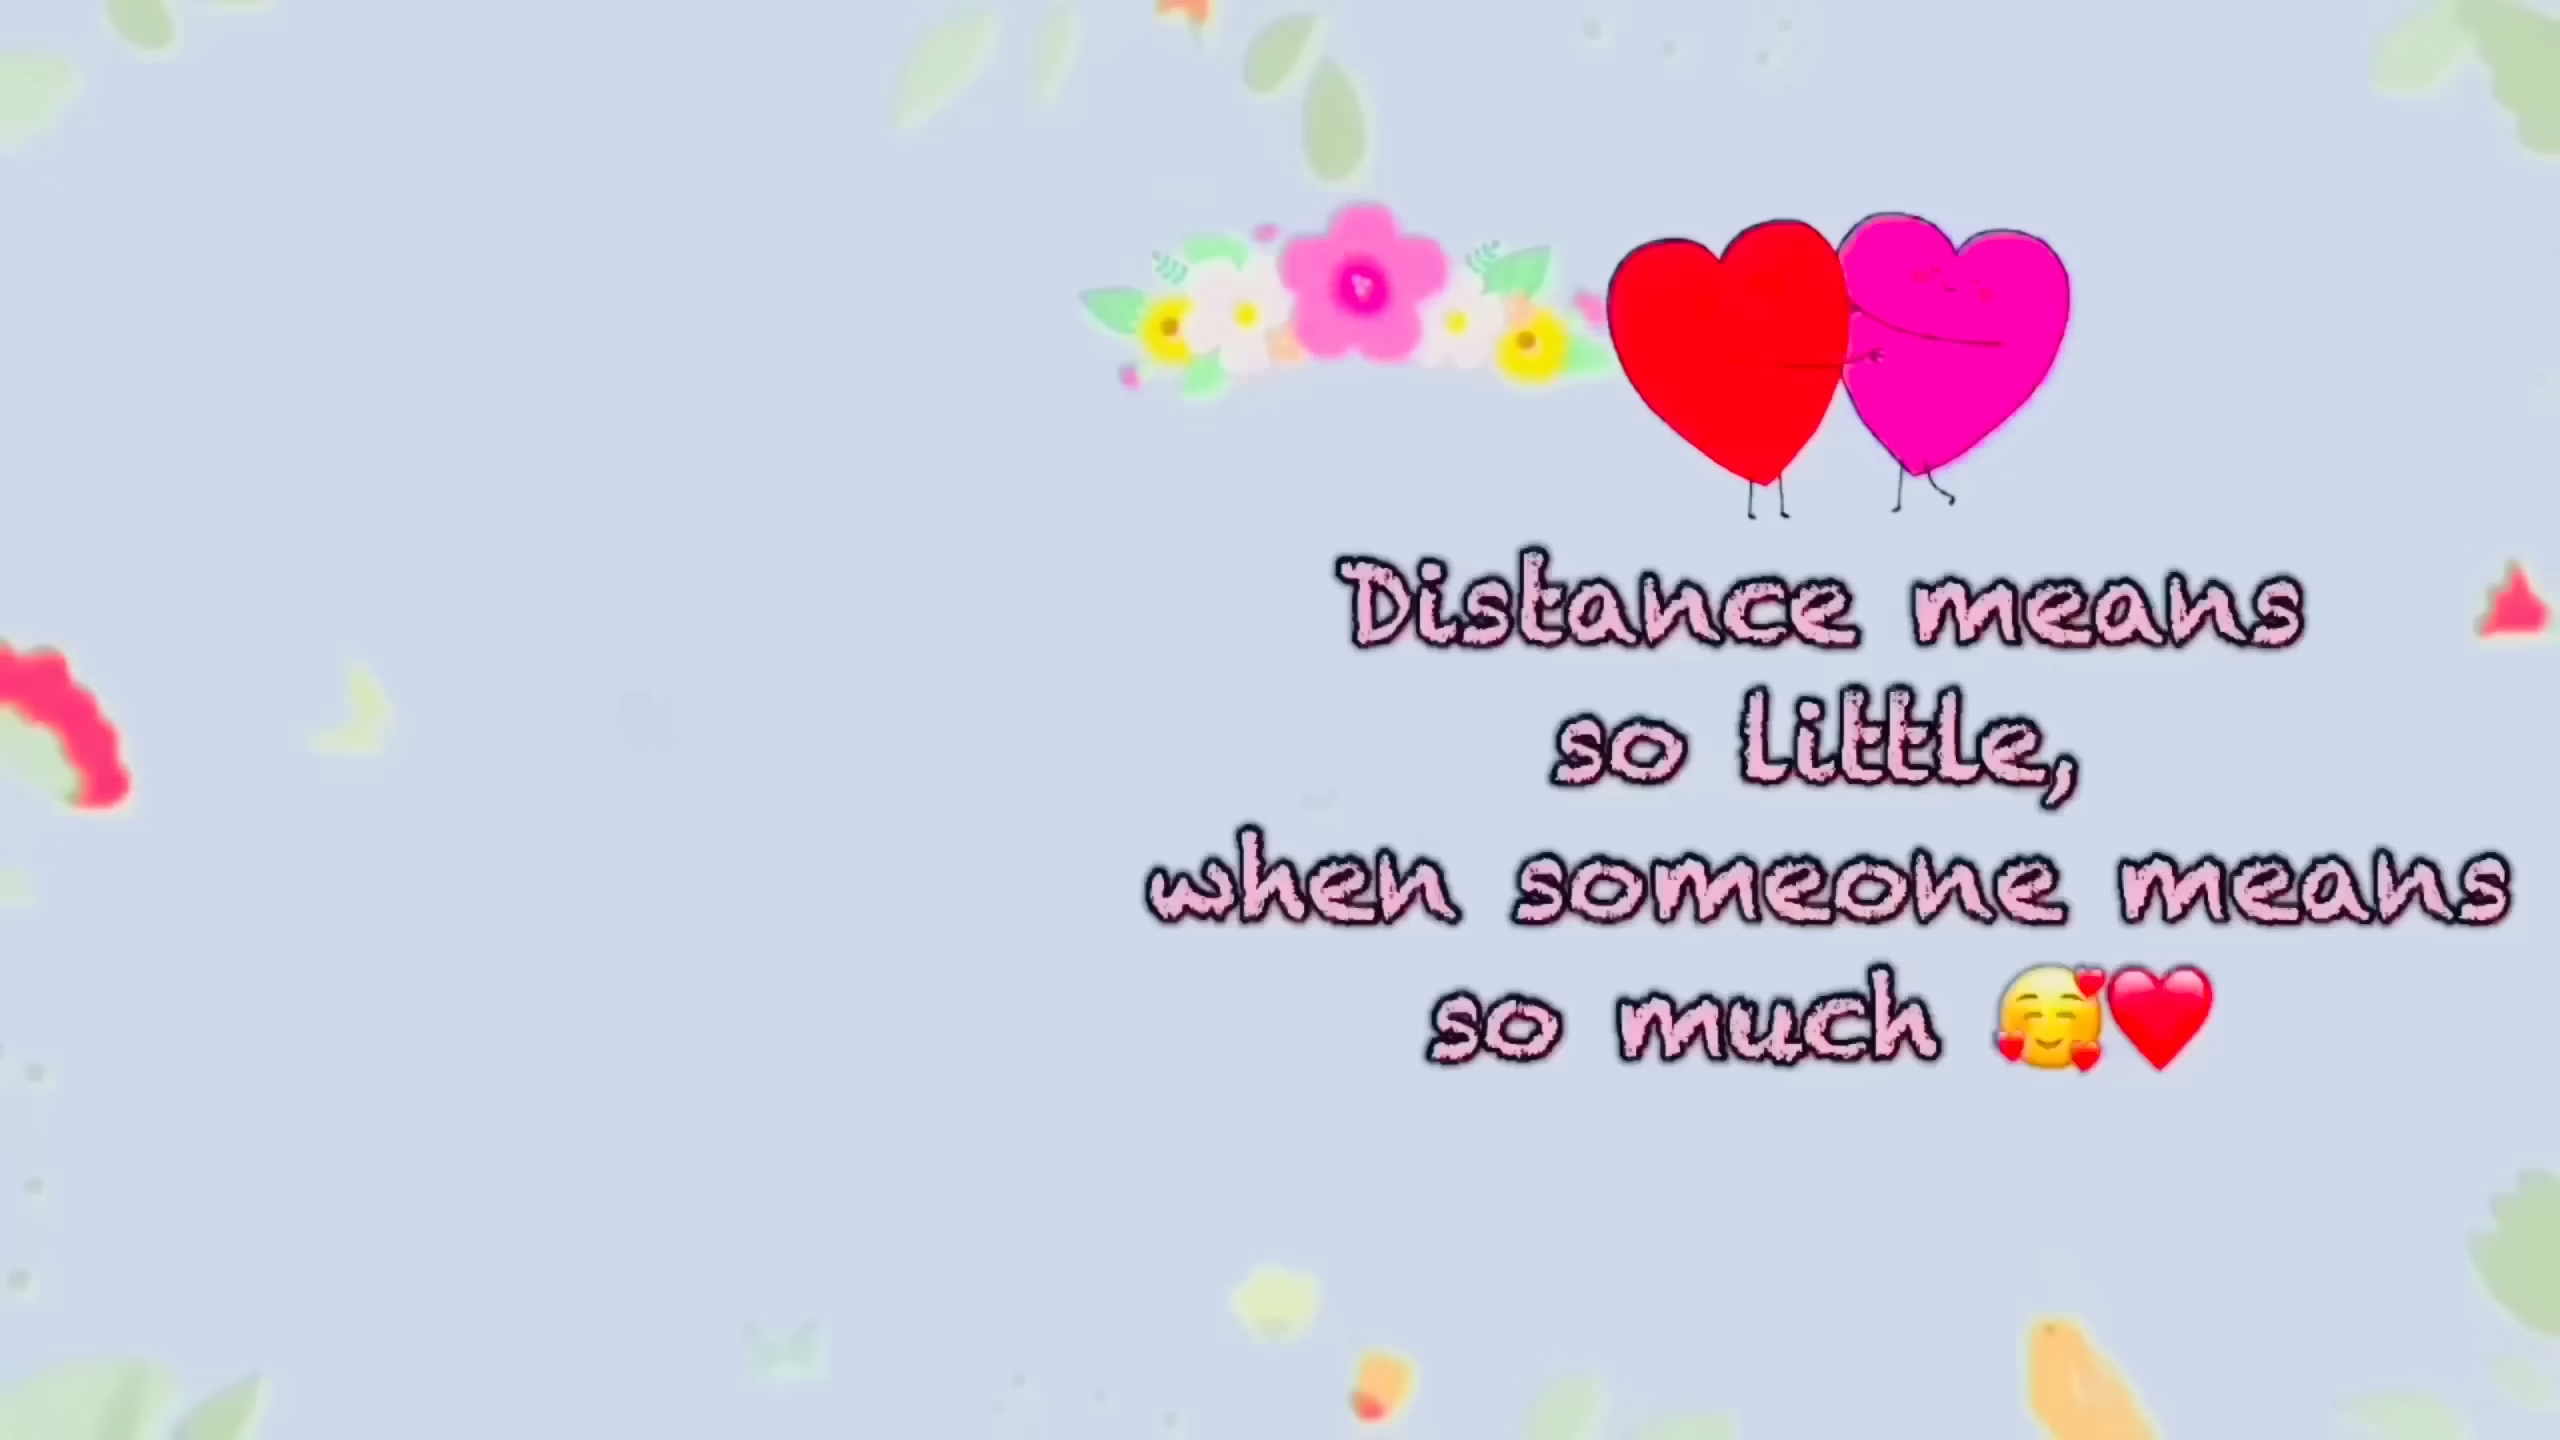 Distance means
so little,
when someone means
so much 🥰❤️